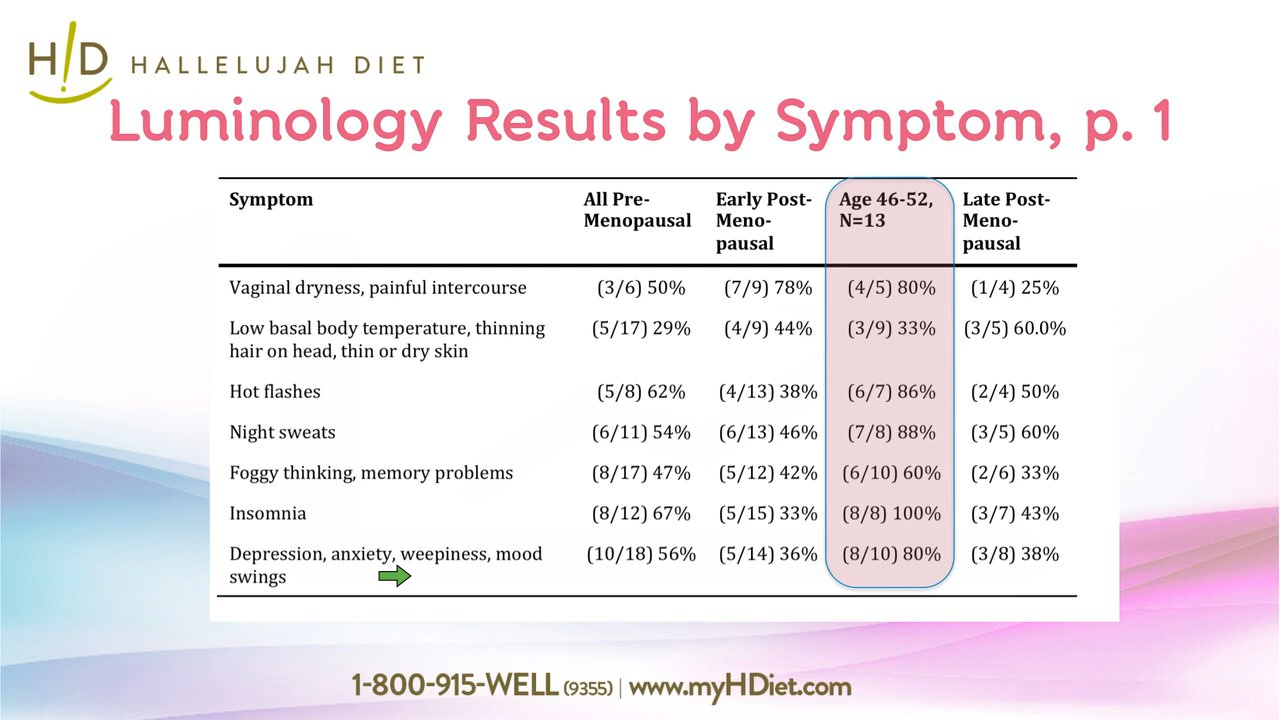 H!D HALLELUJAH DIET
Luminology Results by Symptom, p. 1
Symptom All Pre- Early Post- Age 46-52, Late Post-
Menopausal Meno- N=13 Meno-
pausal pausal
Vaginal dryness, painful intercourse (3/6) 50% (7/9) 78% (4/5) 80% (1/4) 25%
Low basal body temperature, thinning (5/17) 29% (4/9) 44% (3/9) 33% (3/5) 60.0%
hair on head, thin or dry skin
Hot flashes (5/8) 62% (4/13) 38% (6/7) 86% (2/4) 50%
Night sweats (6/11) 54% (6/13) 46% (7/8) 88% (3/5) 60%
Foggy thinking, memory problems (8/17) 47% (5/12) 42% (6/10) 60% (2/6) 33%
Insomnia (8/12) 67% (5/15) 33% (8/8) 100% (3/7) 43%
Depression, anxiety, weepiness, mood (10/18) 56% (5/14) 36% (8/10) 80% (3/8) 38%
swings
1-800-915-WELL (9355) | www.myHDiet.com